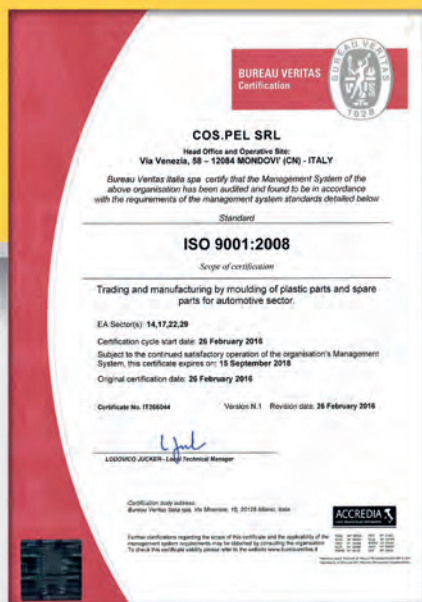 BUREAU VERITAS
Certification
BUREAU VERITAS
1828
COS.PEL SRL
Head Office and Operative Site:
Via Venezia, 58 – 12084 MONDOVI' (CN) - ITALY
Bureau Veritas Italia spa certify that the Management System of the
above organisation has been audited and found to be in accordance
with the requirements of the management system standards detailed below
Standard
ISO 9001:2008
Scope of certification
Trading and manufacturing by moulding of plastic parts and spare
parts for automotive sector.
EA Sector(s): 14,17,22,29
Certification cycle start date: 26 February 2016
Subject to the continued satisfactory operation of the organisation's Management
System, this certificate expires on: 15 September 2018
Original certification date: 26 February 2016
Certificate No. IT266044 Version N.1 Revision date: 26 February 2016
LODOVICO JUCKER - Local Technical Manager
Certification body address:
Bureau Veritas Italia spa, Via Miramare, 15, 20126 Milano, Italia
Further clarifications regarding the scope of this certificate and the applicability of the
management system requirements may be obtained by consulting the organisation
To check this certificate validity please refer to the website www.bureauveritas.it
ACCREDIA